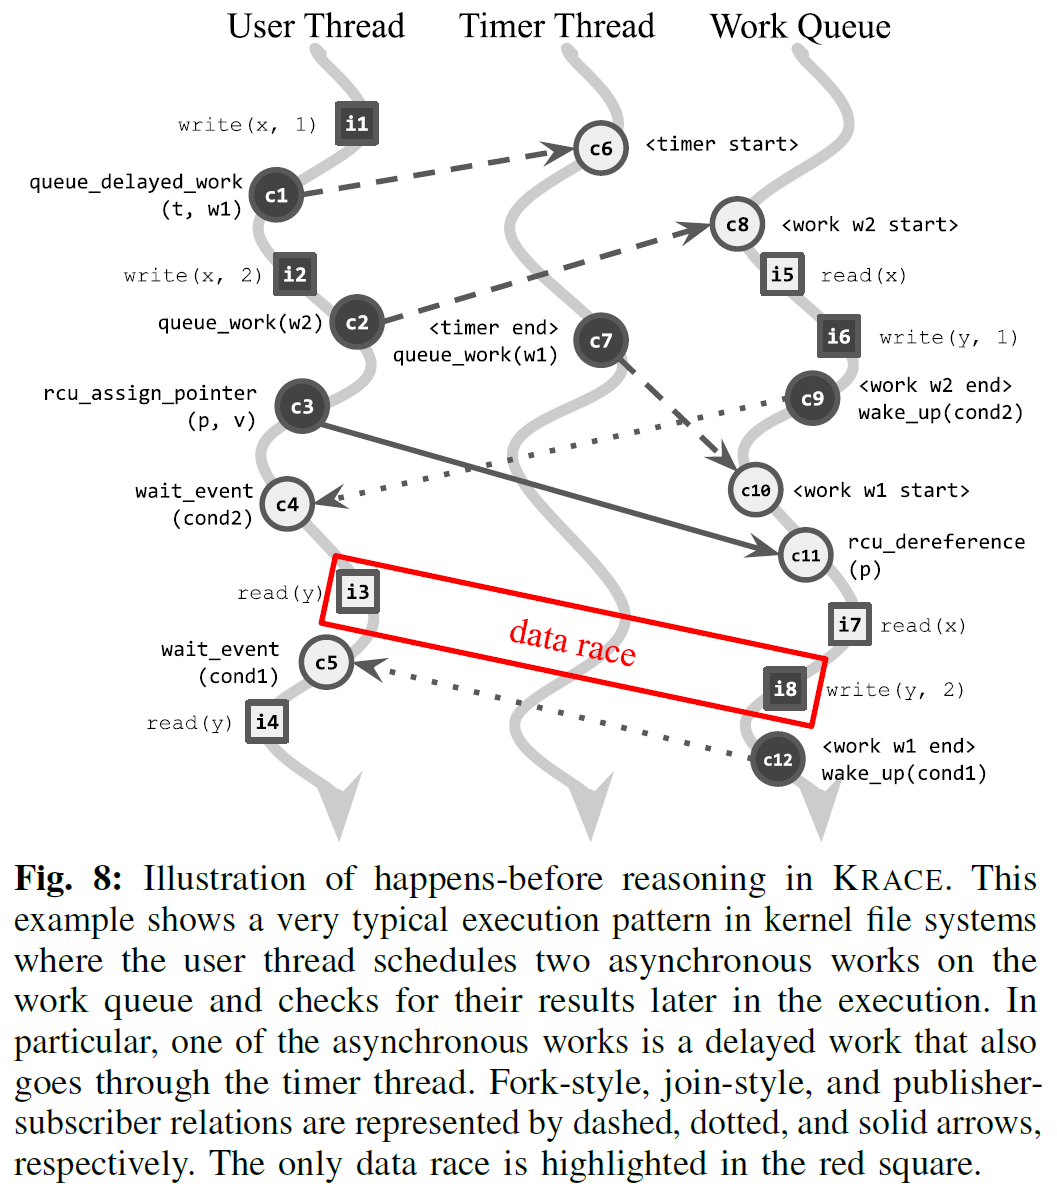 User Thread Timer Thread Work Queue
write(x, 1) i1
c6 <timer start>
queue_delayed_work
(t, w1) c1
c8 <work w2 start>
write(x, 2) i2
i5 read(x)
queue_work(w2) c2
<timer end>
queue_work(w1) c7
i6 write(y, 1)
rcu_assign_pointer
(p, v) c3
c9 <work w2 end>
wake_up(cond2)
wait_event
(cond2) c4
c10 <work w1 start>
c11 rcu_dereference
(p)
read(y) i3
data race
i7 read(x)
wait_event
(cond1) c5
i8 write(y, 2)
read(y) i4
c12 <work w1 end>
wake_up(cond1)
Fig. 8: Illustration of happens-before reasoning in KRACE. This
example shows a very typical execution pattern in kernel file systems
where the user thread schedules two asynchronous works on the
work queue and checks for their results later in the execution. In
particular, one of the asynchronous works is a delayed work that also
goes through the timer thread. Fork-style, join-style, and publisher-
subscriber relations are represented by dashed, dotted, and solid arrows,
respectively. The only data race is highlighted in the red square.